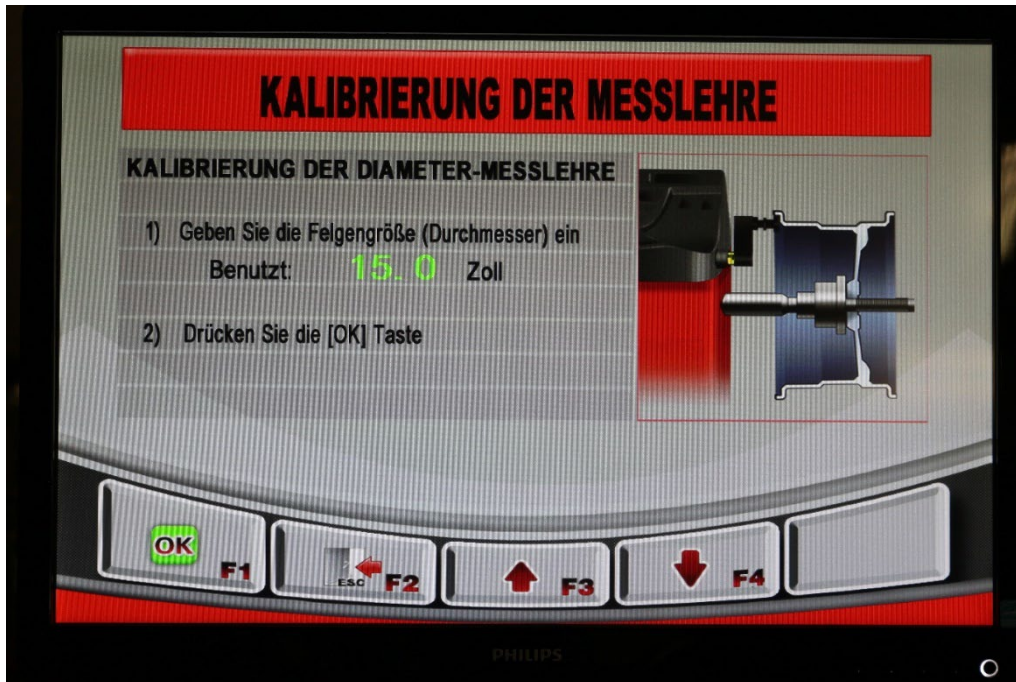 KALIBRIERUNG DER MESSLEHRE
KALIBRIERUNG DER DIAMETER-MESSLEHRE
1) Geben Sie die Felgengröße (Durchmesser) ein
Benutzt: 15. 0 Zoll
2) Drücken Sie die [OK] Taste
OK F1
ESC F2
F3
F4
PHILIPS